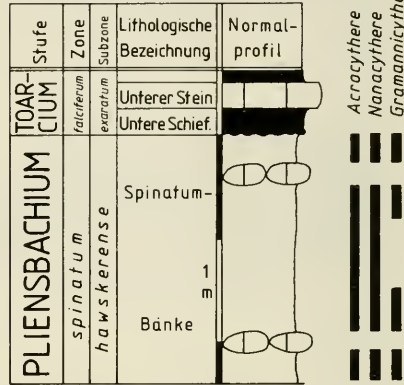 Stufe
Zone
Subzone
Lithologische
Bezeichnung
Normal-
profil
Acrocythere
Nanacythere
TOAR-
CIUM
falciferum
exaratum
Unterer Stein
Untere Schief.
PLIENSBACHIUM
spinatum
hawskerense
Spinatum-
1
m
Bänke